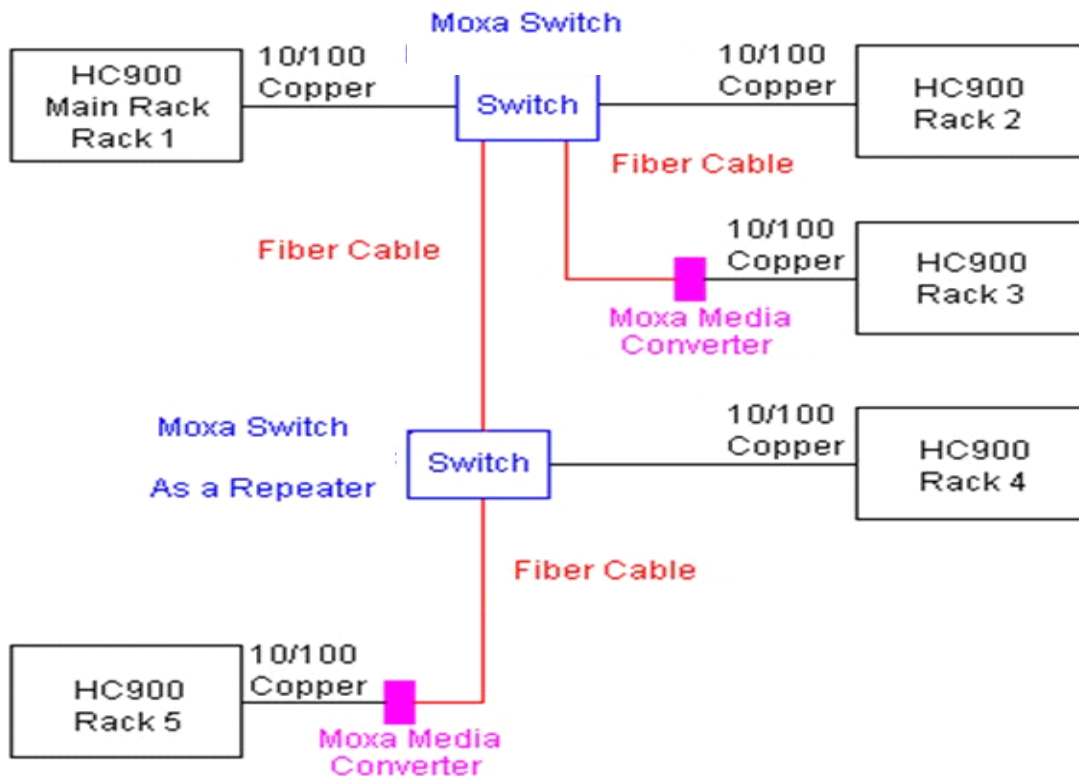 Moxa Switch
HC900
Main Rack
Rack 1
10/100
Copper
Switch
10/100
Copper
HC900
Rack 2
Fiber Cable
Fiber Cable
10/100
Copper
HC900
Rack 3
Moxa Media
Converter
Moxa Switch
As a Repeater
Switch
10/100
Copper
HC900
Rack 4
Fiber Cable
HC900
Rack 5
10/100
Copper
Moxa Media
Converter